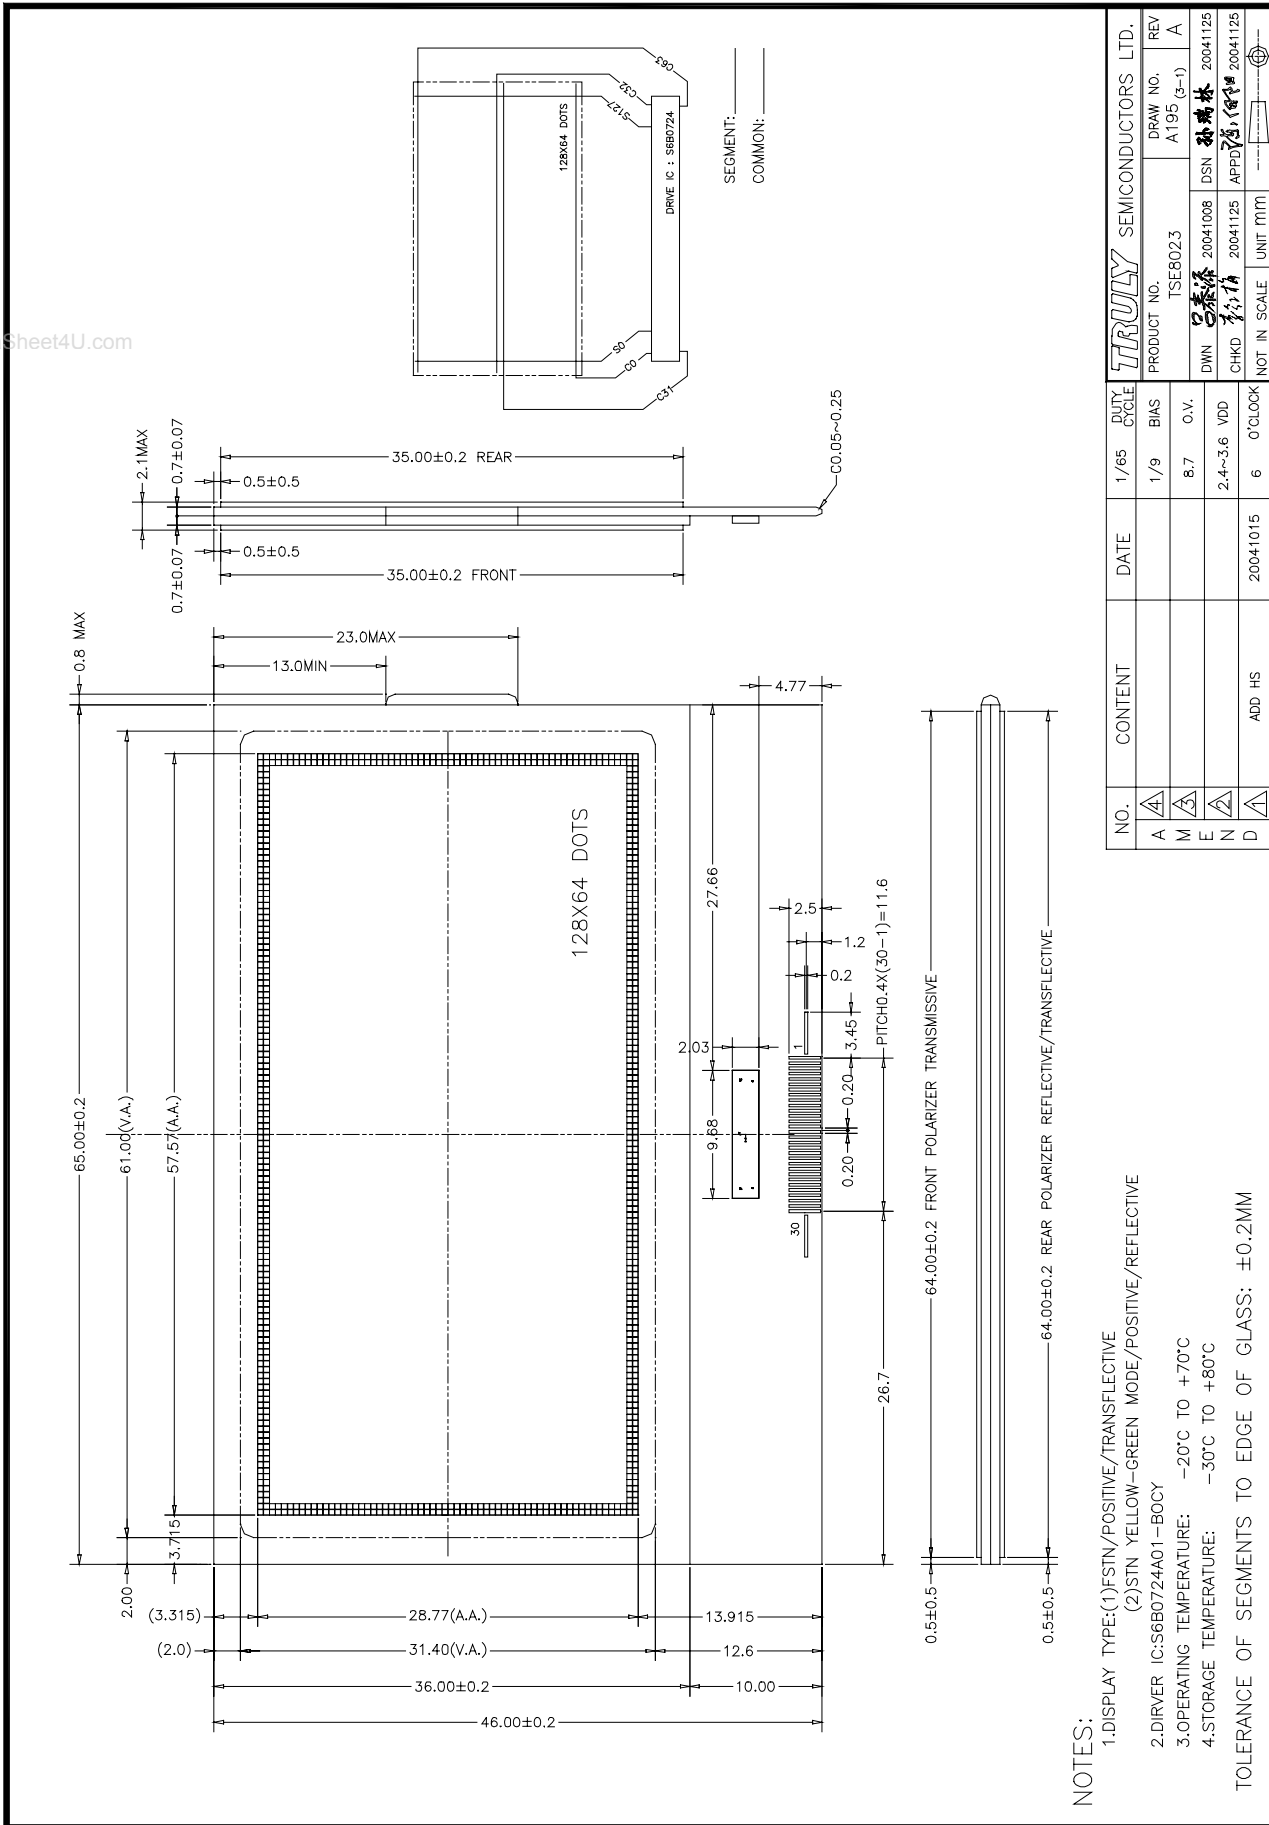 Sheet4U.com
65.00±0.2
0.8 MAX
61.00(V.A.)
57.57(A.A.)
2.00
3.715
(3.315)
28.77(A.A.)
13.915
(2.0)
31.40(V.A.)
12.6
36.00±0.2
10.00
46.00±0.2
23.0MAX
13.0MIN
128X64 DOTS
4.77
27.66
2.03
9.68
2.5
1.2
0.2
1
30
3.45
0.20
0.20
PITCH0.4X(30-1)=11.6
26.7
2.1MAX
0.7±0.07
0.7±0.07
35.00±0.2 REAR
0.5±0.5
0.5±0.5
35.00±0.2 FRONT
C0.05~0.25
128X64 DOTS
C63
C32
S127
DRIVE IC : S6B0724
S0
C0
C31
SEGMENT:
COMMON:
64.00±0.2 FRONT POLARIZER TRANSMISSIVE
0.5±0.5
64.00±0.2 REAR POLARIZER REFLECTIVE/TRANSFLECTIVE
0.5±0.5
NOTES:
1.DISPLAY TYPE:(1)FSTN/POSITIVE/TRANSFLECTIVE
(2)STN YELLOW-GREEN MODE/POSITIVE/REFLECTIVE
2.DIRVER IC:S6B0724A01-B0CY
3.OPERATING TEMPERATURE: -20°C TO +70°C
4.STORAGE TEMPERATURE: -30°C TO +80°C
TOLERANCE OF SEGMENTS TO EDGE OF GLASS: ±0.2MM
NO. CONTENT DATE
A 4
M 3
E
N 2
D 1 ADD HS 20041015
1/65 DUTY CYCLE
1/9 BIAS
8.7 O.V.
2.4~3.6 VDD
6 O'CLOCK
TRULY SEMICONDUCTORS LTD.
PRODUCT NO. TSE8023
DRAW NO. A195 (3-1)
REV A
DWN 20041008 DSN 孙瑞林 20041125
CHKD 20041125 APPD 20041125
NOT IN SCALE UNIT mm